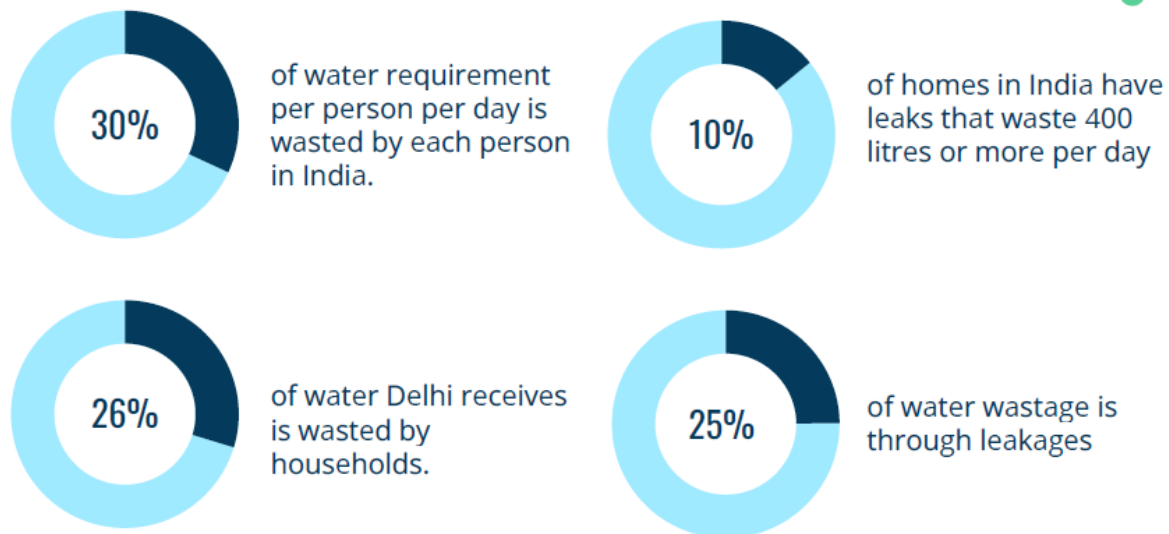 30%
of water requirement
per person per day is
wasted by each person
in India.
10%
of homes in India have
leaks that waste 400
litres or more per day
26%
of water Delhi receives
is wasted by
households.
25%
of water wastage is
through leakages